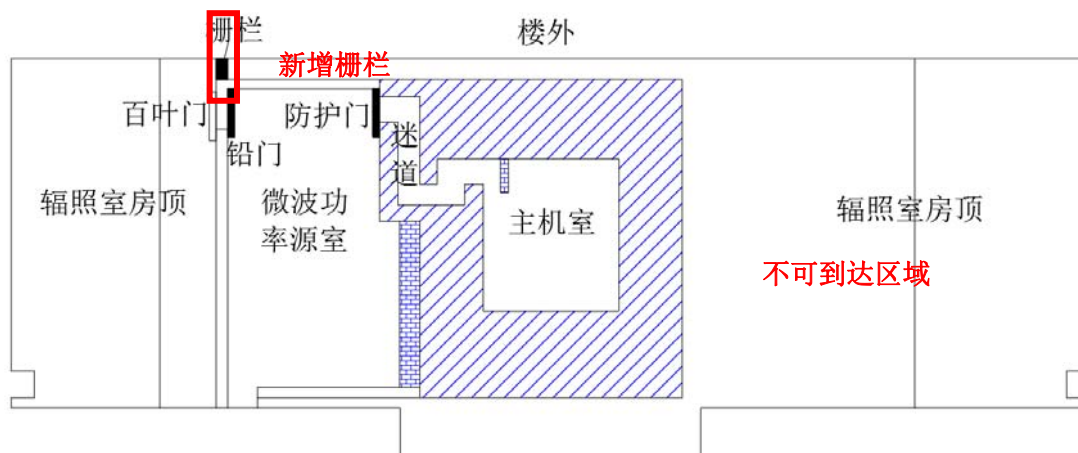 栅栏
楼外
新增栅栏
百叶门
防护门
迷
道
铅门
辐照室房顶
微波功
率源室
主机室
辐照室房顶
不可到达区域